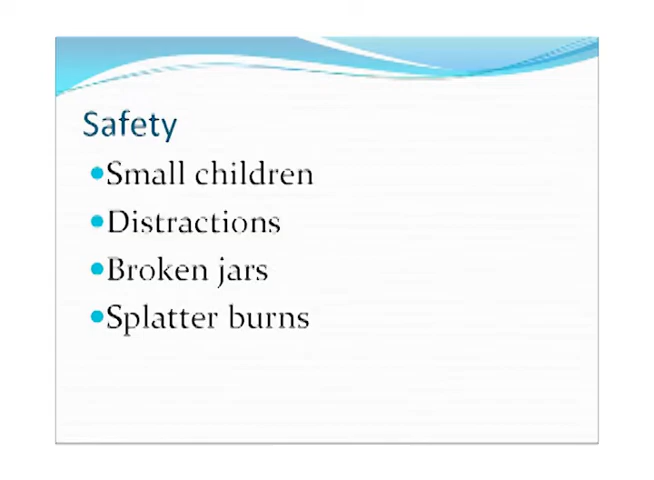 Safety
•Small children
•Distractions
•Broken jars
•Splatter burns